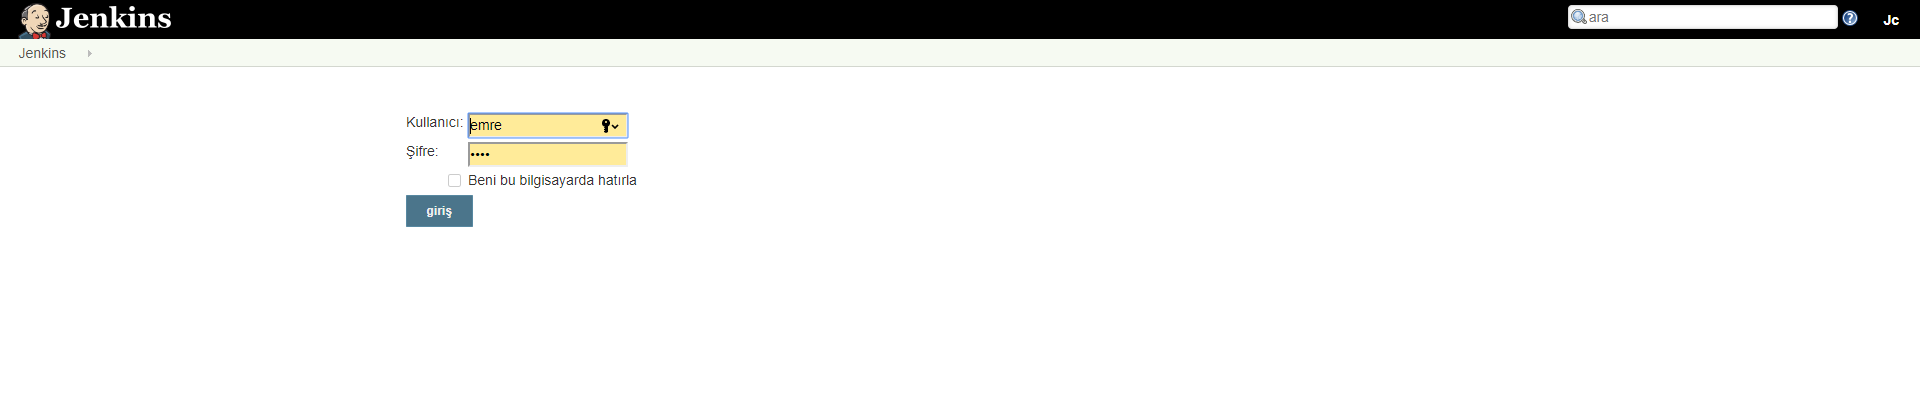 Jenkins
ara
Jc
Jenkins
Kullanıcı: emre
Şifre: ••••
Beni bu bilgisayarda hatırla
giriş